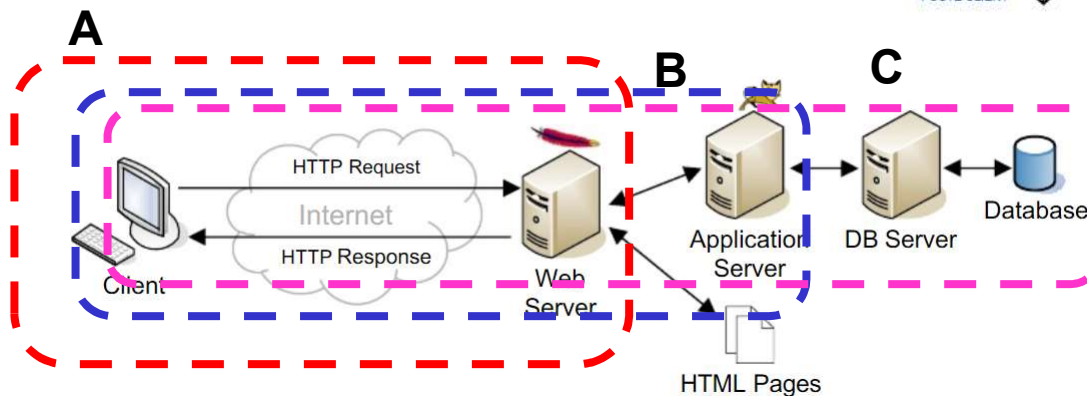 A
B
C
HTTP Request
Internet
HTTP Response
Client
Web
Server
Application
Server
DB Server
Database
HTML Pages